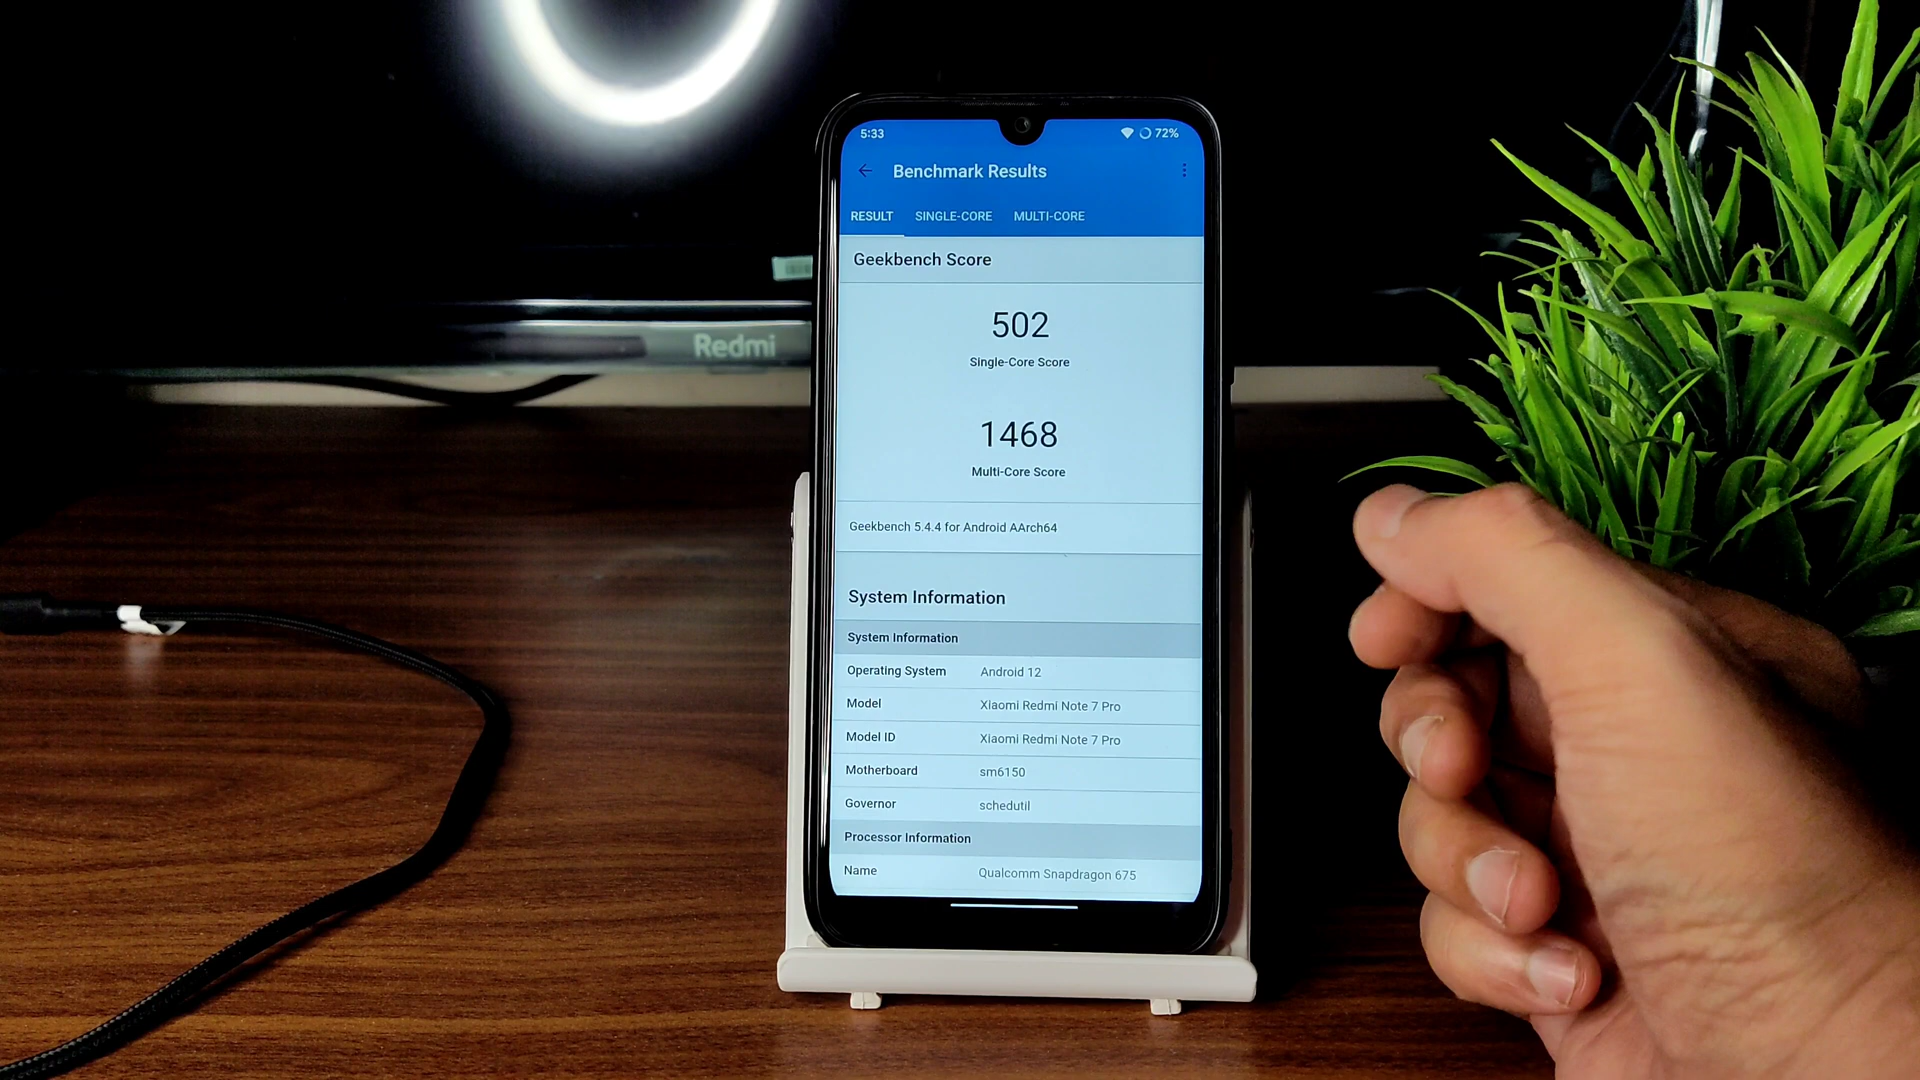 5:33
72%
Benchmark Results
RESULT SINGLE-CORE MULTI-CORE
Geekbench Score
502
Single-Core Score
1468
Multi-Core Score
Geekbench 5.4.4 for Android AArch64
System Information
System Information
Operating System Android 12
Model Xiaomi Redmi Note 7 Pro
Model ID Xiaomi Redmi Note 7 Pro
Motherboard sm6150
Governor schedutil
Processor Information
Name Qualcomm Snapdragon 675
Redmi